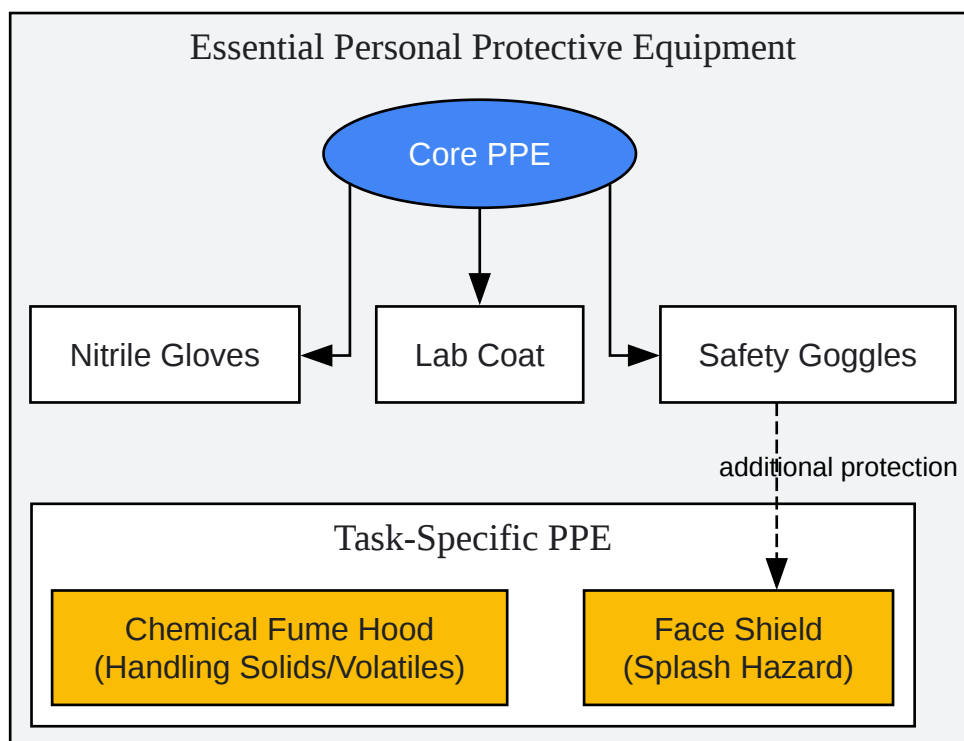 Essential Personal Protective Equipment
Core PPE
Nitrile Gloves
Lab Coat
Safety Goggles
additional protection
Task-Specific PPE
Chemical Fume Hood
(Handling Solids/Volatiles)
Face Shield
(Splash Hazard)